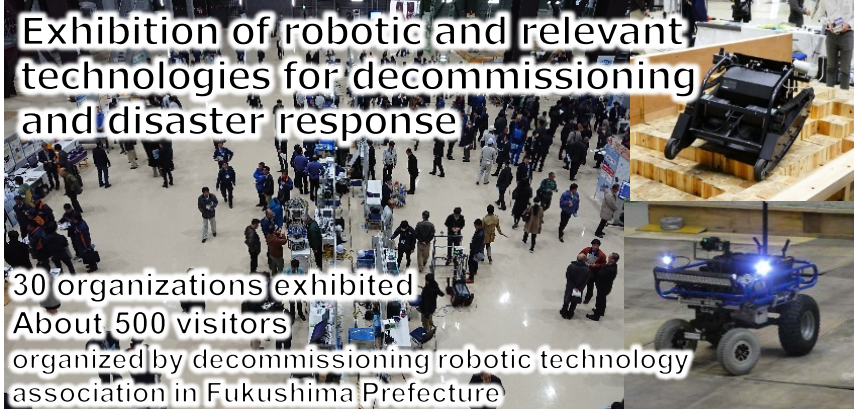 Exhibition of robotic and relevant
technologies for decommissioning
and disaster response
30 organizations exhibited
About 500 visitors
organized by decommissioning robotic technology
association in Fukushima Prefecture